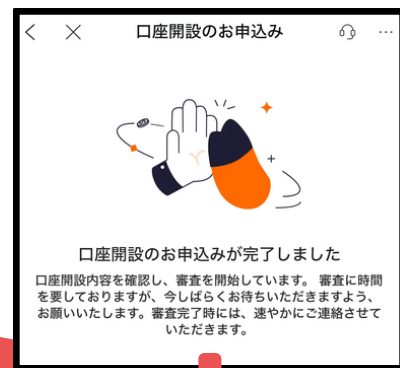 口座開設のお申込み
口座開設のお申込みが完了しました
口座開設内容を確認し、審査を開始しています。 審査に時間
を要しておりますが、今しばらくお待ちいただきますよう、
お願いいたします。審査完了時には、速やかにご連絡させて
いただきます。